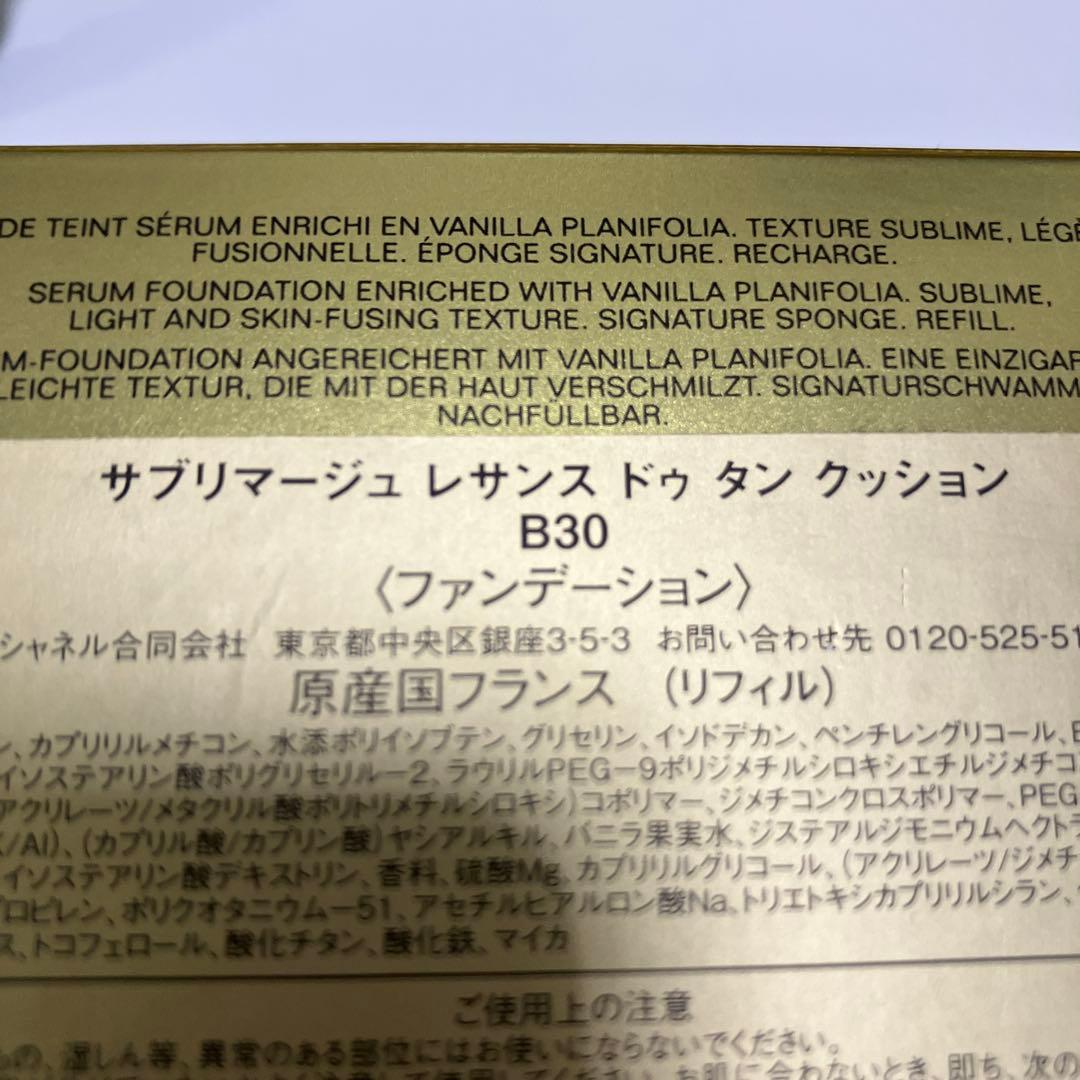 DE TEINT SÉRUM ENRICHI EN VANILLA PLANIFOLIA. TEXTURE SUBLIME, LÉGÈ
FUSIONNELLE. ÉPONGE SIGNATURE. RECHARGE.
SERUM FOUNDATION ENRICHED WITH VANILLA PLANIFOLIA. SUBLIME,
LIGHT AND SKIN-FUSING TEXTURE. SIGNATURE SPONGE. REFILL.
M-FOUNDATION ANGEREICHERT MIT VANILLA PLANIFOLIA. EINE EINZIGAR
LEICHTE TEXTUR, DIE MIT DER HAUT VERSCHMILZT. SIGNATURSCHWAMM
NACHFÜLLBAR.
サブリマージュ レサンス ドゥ タン クッション
B30
〈ファンデーション〉
シャネル合同会社 東京都中央区銀座3-5-3 お問い合わせ先 0120-525-51
原産国フランス (リフィル)
ン、カプリリルメチコン、水添ポリイソブテン、グリセリン、イソドデカン、ペンチレングリコール、
イソステアリン酸ポリグリセリル－2、ラウリルPEG－9ポリジメチルシロキシエチルジメチコ
アクリレーツ/メタクリル酸ポリトリメチルシロキシ)コポリマー、ジメチコンクロスポリマー、PEG
/Al)、(カプリル酸/カプリン酸)ヤシアルキル、バニラ果実水、ジステアルジモニウムヘクトラ
イソステアリン酸デキストリン、香料、硫酸Mg、カプリリルグリコール、(アクリレーツ/ジメチ
プロピレン、ポリクオタニウム－51、アセチルヒアルロン酸Na、トリエトキシカプリリルシラン、
ス、トコフェロール、酸化チタン、酸化鉄、マイカ
ご使用上の注意
もの、湿しん等、異常のある部位にはお使いにならないでください。
お肌に合わないとき、即ち、次の